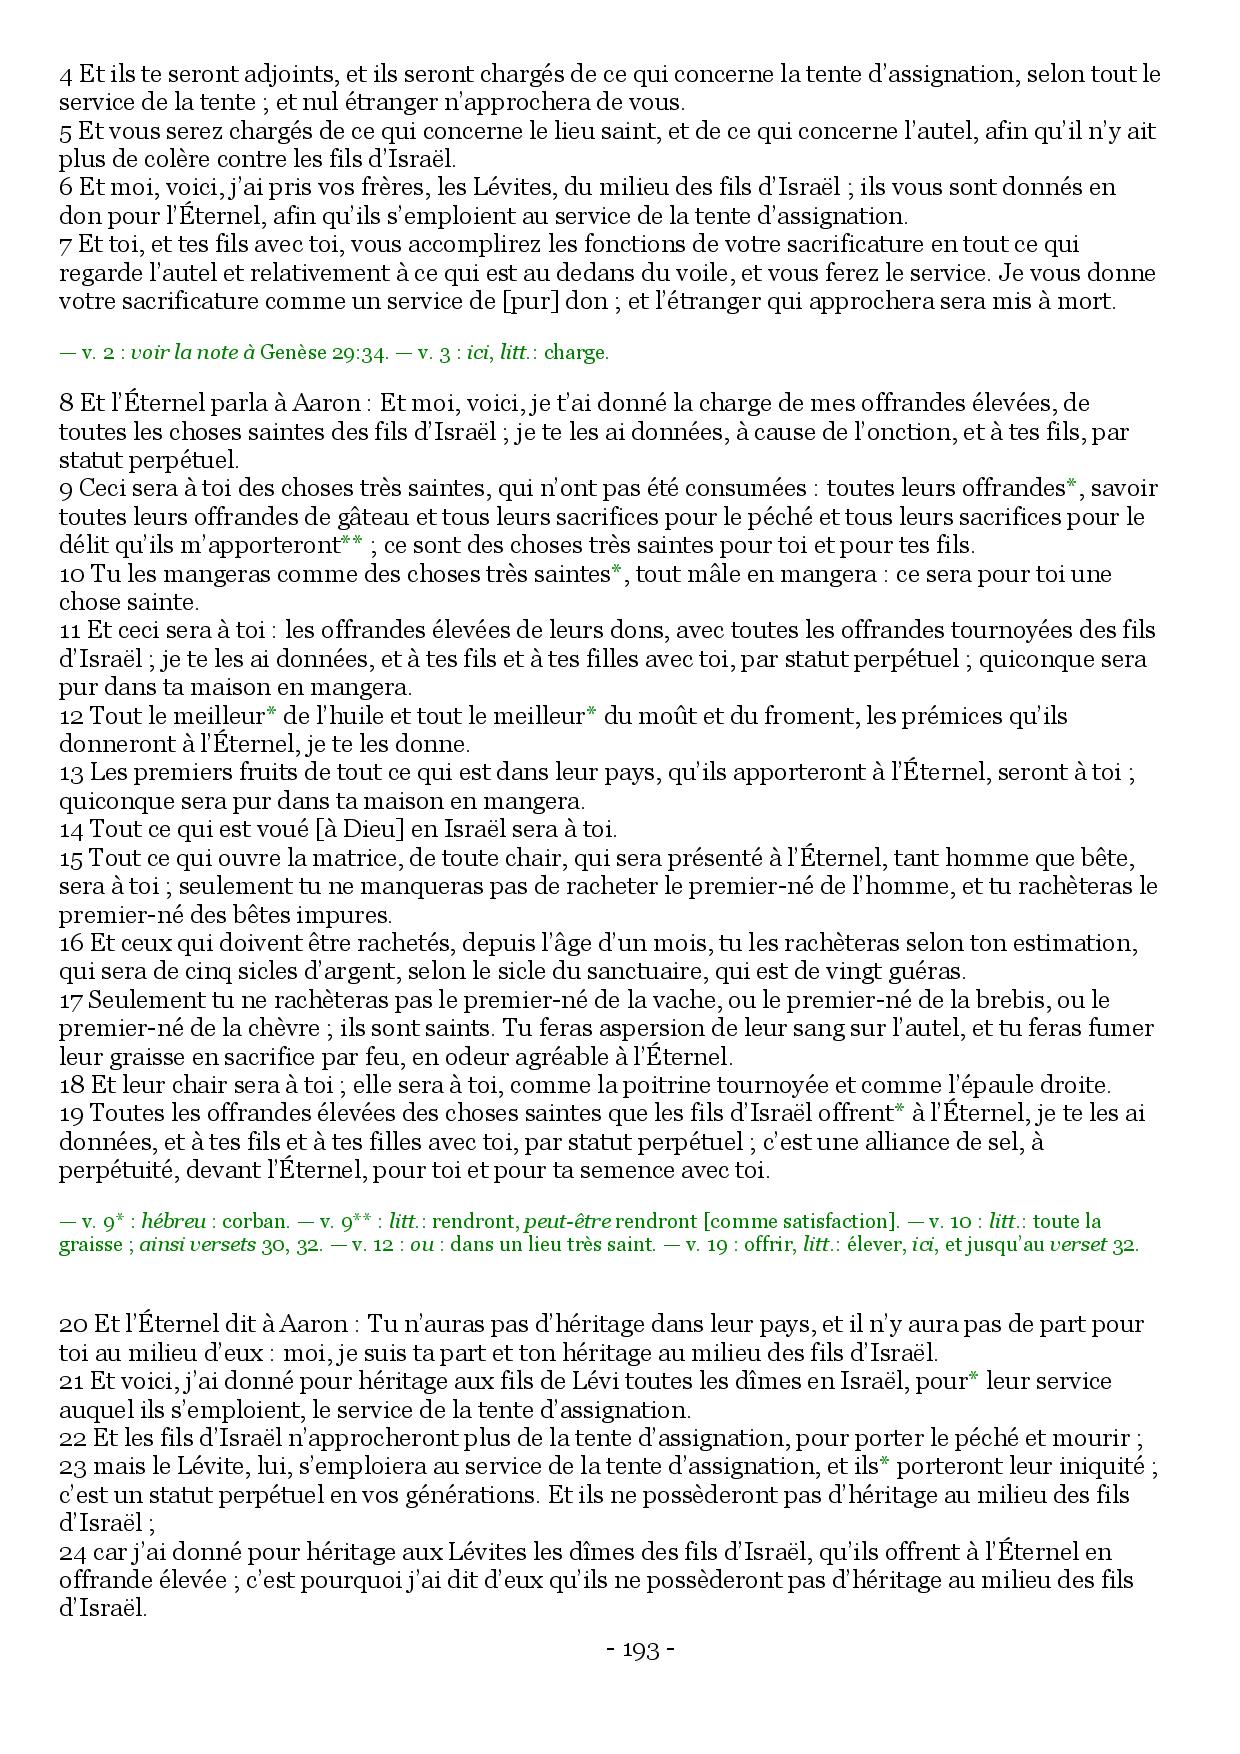 4 Et ils te seront adjoints, et ils seront chargés de ce qui concerne la tente d’assignation, selon tout le
service de la tente ; et nul étranger n’approchera de vous.
5 Et vous serez chargés de ce qui concerne le lieu saint, et de ce qui concerne l’autel, afin qu’il n’y ait
plus de colère contre les fils d’Israël.
6 Et moi, voici, j’ai pris vos frères, les Lévites, du milieu des fils d’Israël ; ils vous sont donnés en
don pour l’Éternel, afin qu’ils s’emploient au service de la tente d’assignation.
7 Et toi, et tes fils avec toi, vous accomplirez les fonctions de votre sacrificature en tout ce qui
regarde l’autel et relativement à ce qui est au dedans du voile, et vous ferez le service. Je vous donne
votre sacrificature comme un service de [pur] don ; et l’étranger qui approchera sera mis à mort.
— v. 2 : voir la note à Genèse 29:34. — v. 3 : ici, litt.: charge.
8 Et l’Éternel parla à Aaron : Et moi, voici, je t’ai donné la charge de mes offrandes élevées, de
toutes les choses saintes des fils d’Israël ; je te les ai données, à cause de l’onction, et à tes fils, par
statut perpétuel.
9 Ceci sera à toi des choses très saintes, qui n’ont pas été consumées : toutes leurs offrandes*, savoir
toutes leurs offrandes de gâteau et tous leurs sacrifices pour le péché et tous leurs sacrifices pour le
délit qu’ils m’apporteront** ; ce sont des choses très saintes pour toi et pour tes fils.
10 Tu les mangeras comme des choses très saintes*, tout mâle en mangera : ce sera pour toi une
chose sainte.
11 Et ceci sera à toi : les offrandes élevées de leurs dons, avec toutes les offrandes tournoyées des fils
d’Israël ; je te les ai données, et à tes fils et à tes filles avec toi, par statut perpétuel ; quiconque sera
pur dans ta maison en mangera.
12 Tout le meilleur* de l’huile et tout le meilleur* du moût et du froment, les prémices qu’ils
donneront à l’Éternel, je te les donne.
13 Les premiers fruits de tout ce qui est dans leur pays, qu’ils apporteront à l’Éternel, seront à toi ;
quiconque sera pur dans ta maison en mangera.
14 Tout ce qui est voué [à Dieu] en Israël sera à toi.
15 Tout ce qui ouvre la matrice, de toute chair, qui sera présenté à l’Éternel, tant homme que bête,
sera à toi ; seulement tu ne manqueras pas de racheter le premier-né de l’homme, et tu rachèteras le
premier-né des bêtes impures.
16 Et ceux qui doivent être rachetés, depuis l’âge d’un mois, tu les rachèteras selon ton estimation,
qui sera de cinq sicles d’argent, selon le sicle du sanctuaire, qui est de vingt guéras.
17 Seulement tu ne rachèteras pas le premier-né de la vache, ou le premier-né de la brebis, ou le
premier-né de la chèvre ; ils sont saints. Tu feras aspersion de leur sang sur l’autel, et tu feras fumer
leur graisse en sacrifice par feu, en odeur agréable à l’Éternel.
18 Et leur chair sera à toi ; elle sera à toi, comme la poitrine tournoyée et comme l’épaule droite.
19 Toutes les offrandes élevées des choses saintes que les fils d’Israël offrent* à l’Éternel, je te les ai
données, et à tes fils et à tes filles avec toi, par statut perpétuel ; c’est une alliance de sel, à
perpétuité, devant l’Éternel, pour toi et pour ta semence avec toi.
— v. 9* : hébreu : corban. — v. 9** : litt.: rendront, peut-être rendront [comme satisfaction]. — v. 10 : litt.: toute la
graisse ; ainsi versets 30, 32. — v. 12 : ou : dans un lieu très saint. — v. 19 : offrir, litt.: élever, ici, et jusqu’au verset 32.
20 Et l’Éternel dit à Aaron : Tu n’auras pas d’héritage dans leur pays, et il n’y aura pas de part pour
toi au milieu d’eux : moi, je suis ta part et ton héritage au milieu des fils d’Israël.
21 Et voici, j’ai donné pour héritage aux fils de Lévi toutes les dîmes en Israël, pour* leur service
auquel ils s’emploient, le service de la tente d’assignation.
22 Et les fils d’Israël n’approcheront plus de la tente d’assignation, pour porter le péché et mourir ;
23 mais le Lévite, lui, s’emploiera au service de la tente d’assignation, et ils* porteront leur iniquité ;
c’est un statut perpétuel en vos générations. Et ils ne possèderont pas d’héritage au milieu des fils
d’Israël ;
24 car j’ai donné pour héritage aux Lévites les dîmes des fils d’Israël, qu’ils offrent à l’Éternel en
offrande élevée ; c’est pourquoi j’ai dit d’eux qu’ils ne possèderont pas d’héritage au milieu des fils
d’Israël.
- 193 -